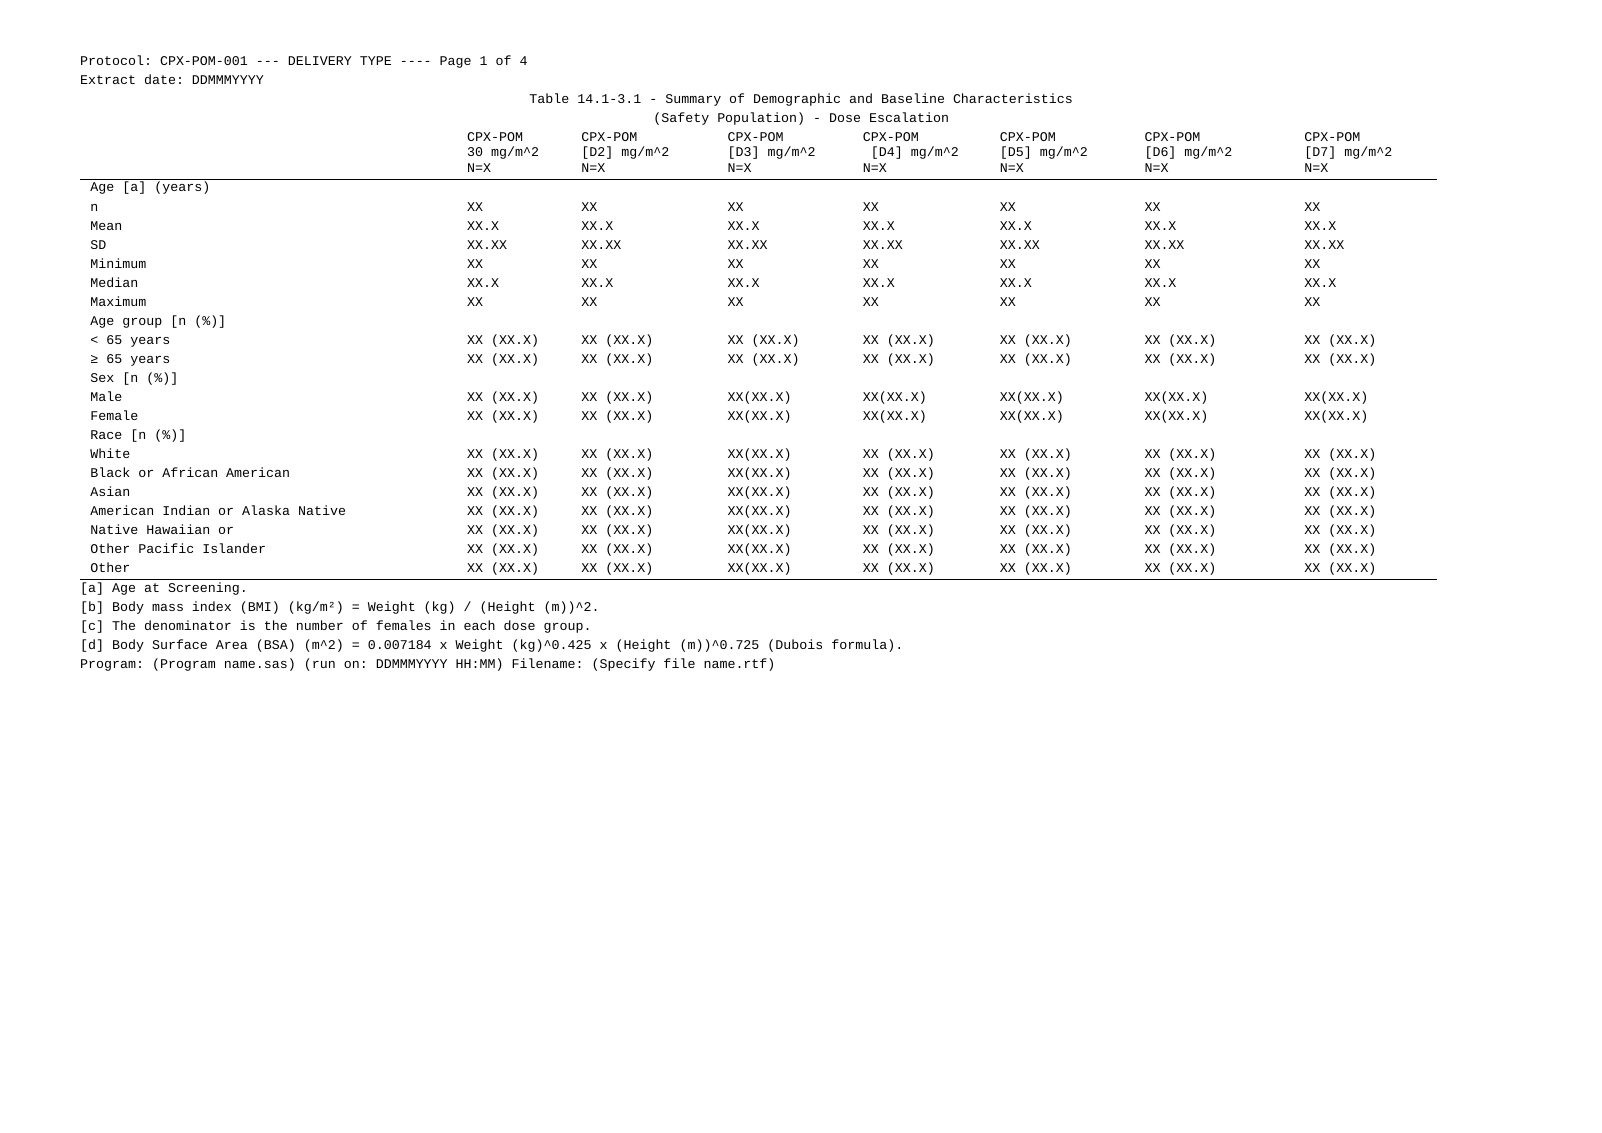 Protocol: CPX-POM-001 --- DELIVERY TYPE ---- Page 1 of 4
Extract date: DDMMMYYYY
Table 14.1-3.1 - Summary of Demographic and Baseline Characteristics
(Safety Population) - Dose Escalation
CPX-POM CPX-POM CPX-POM CPX-POM CPX-POM CPX-POM CPX-POM
30 mg/m^2 [D2] mg/m^2 [D3] mg/m^2 [D4] mg/m^2 [D5] mg/m^2 [D6] mg/m^2 [D7] mg/m^2
N=X N=X N=X N=X N=X N=X N=X
Age [a] (years)
n XX XX XX XX XX XX XX
Mean XX.X XX.X XX.X XX.X XX.X XX.X XX.X
SD XX.XX XX.XX XX.XX XX.XX XX.XX XX.XX XX.XX
Minimum XX XX XX XX XX XX XX
Median XX.X XX.X XX.X XX.X XX.X XX.X XX.X
Maximum XX XX XX XX XX XX XX
Age group [n (%)]
< 65 years XX (XX.X) XX (XX.X) XX (XX.X) XX (XX.X) XX (XX.X) XX (XX.X) XX (XX.X)
≥ 65 years XX (XX.X) XX (XX.X) XX (XX.X) XX (XX.X) XX (XX.X) XX (XX.X) XX (XX.X)
Sex [n (%)]
Male XX (XX.X) XX (XX.X) XX(XX.X) XX(XX.X) XX(XX.X) XX(XX.X) XX(XX.X)
Female XX (XX.X) XX (XX.X) XX(XX.X) XX(XX.X) XX(XX.X) XX(XX.X) XX(XX.X)
Race [n (%)]
White XX (XX.X) XX (XX.X) XX(XX.X) XX (XX.X) XX (XX.X) XX (XX.X) XX (XX.X)
Black or African American XX (XX.X) XX (XX.X) XX(XX.X) XX (XX.X) XX (XX.X) XX (XX.X) XX (XX.X)
Asian XX (XX.X) XX (XX.X) XX(XX.X) XX (XX.X) XX (XX.X) XX (XX.X) XX (XX.X)
American Indian or Alaska Native XX (XX.X) XX (XX.X) XX(XX.X) XX (XX.X) XX (XX.X) XX (XX.X) XX (XX.X)
Native Hawaiian or XX (XX.X) XX (XX.X) XX(XX.X) XX (XX.X) XX (XX.X) XX (XX.X) XX (XX.X)
Other Pacific Islander XX (XX.X) XX (XX.X) XX(XX.X) XX (XX.X) XX (XX.X) XX (XX.X) XX (XX.X)
Other XX (XX.X) XX (XX.X) XX(XX.X) XX (XX.X) XX (XX.X) XX (XX.X) XX (XX.X)
[a] Age at Screening.
[b] Body mass index (BMI) (kg/m²) = Weight (kg) / (Height (m))^2.
[c] The denominator is the number of females in each dose group.
[d] Body Surface Area (BSA) (m^2) = 0.007184 x Weight (kg)^0.425 x (Height (m))^0.725 (Dubois formula).
Program: (Program name.sas) (run on: DDMMMYYYY HH:MM) Filename: (Specify file name.rtf)